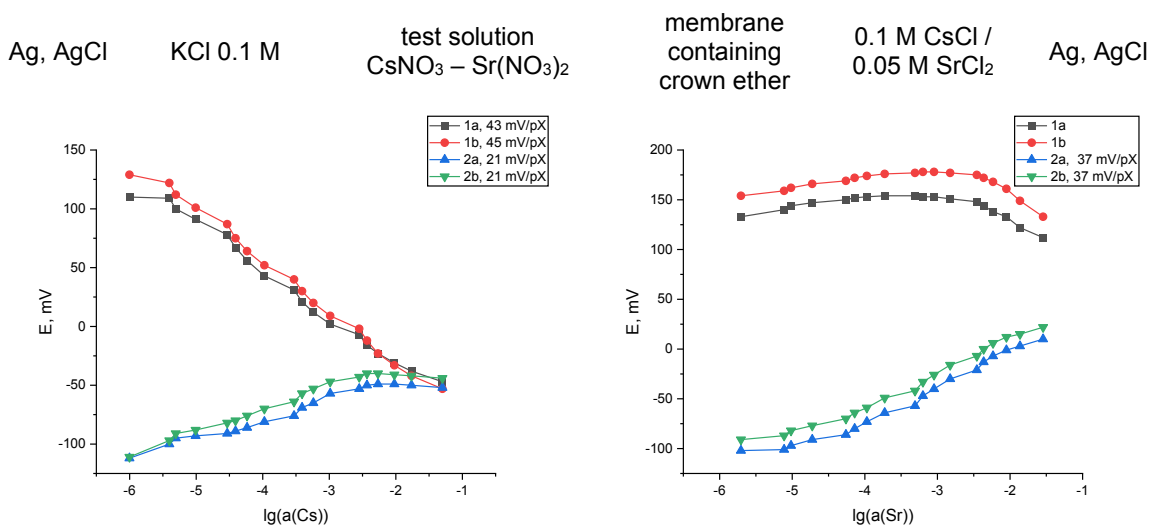 Ag, AgCl
KCl 0.1 M
test solution
CsNO₃ – Sr(NO₃)₂
membrane
containing
crown ether
0.1 M CsCl /
0.05 M SrCl₂
Ag, AgCl
1a, 43 mV/pX
1b, 45 mV/pX
2a, 21 mV/pX
2b, 21 mV/pX
150
100
50
0
-50
-100
E, mV
-6
-5
-4
-3
-2
-1
lg(a(Cs))
1a
1b
2a, 37 mV/pX
2b, 37 mV/pX
200
150
100
50
0
-50
-100
E, mV
-6
-5
-4
-3
-2
-1
lg(a(Sr))